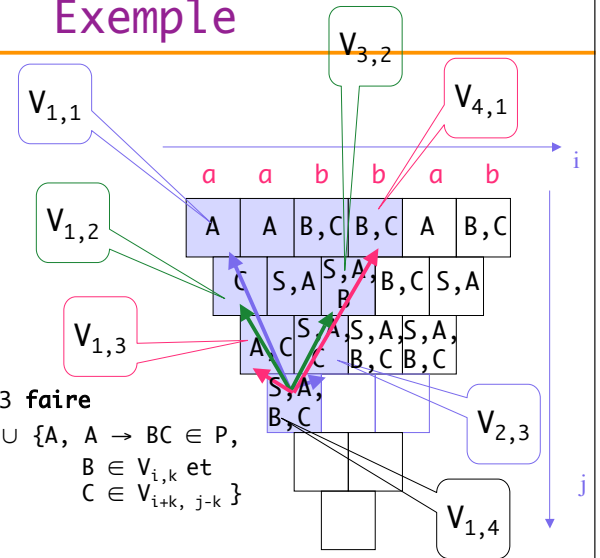 Exemple
V3,2
V1,1
V4,1
i
a a b b a b
A A B,C B,C A B,C
V1,2
C S,A S,A,B B,C S,A
V1,3
A,C S,A,C S,A,B,C S,A,B,C
3 faire
S,A,B,C
∪ {A, A → BC ∈ P,
B ∈ Vi,k et
C ∈ Vi+k, j-k }
V2,3
j
V1,4